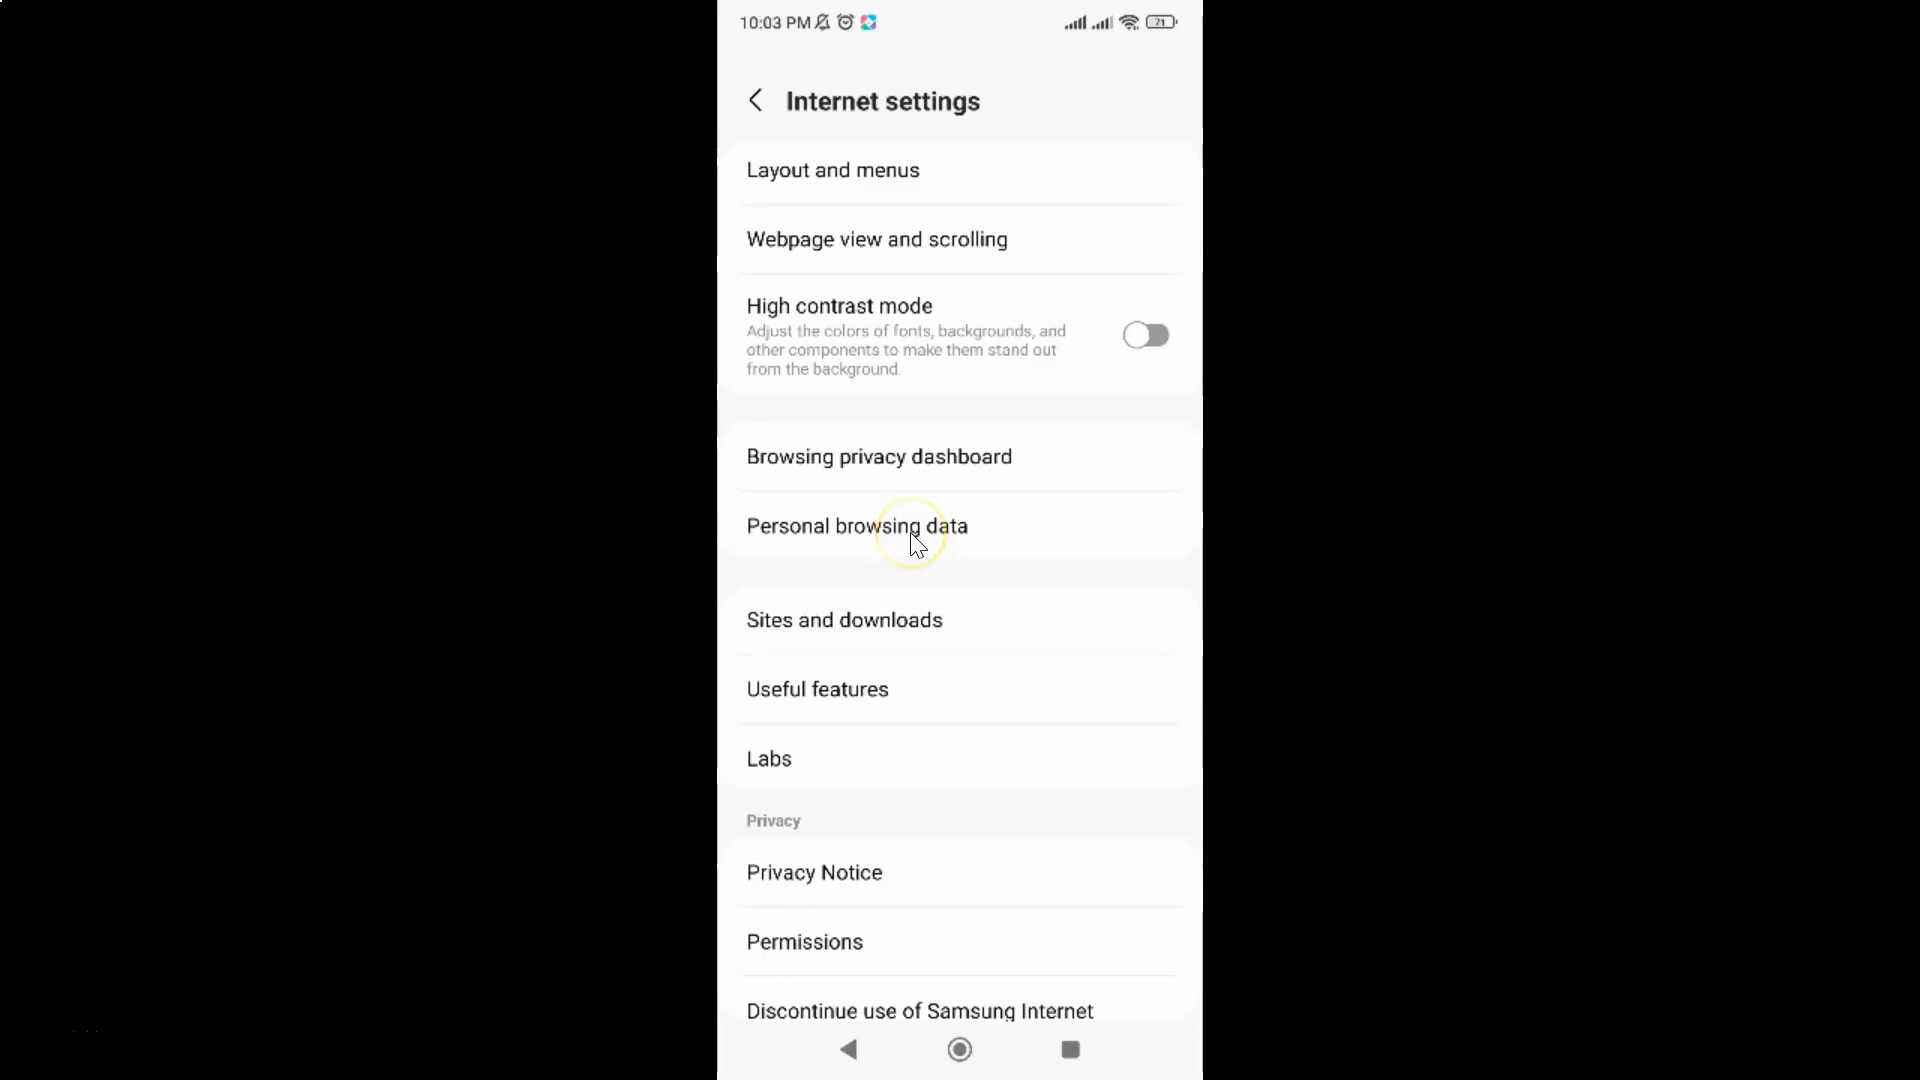 10:03 PM
71
Internet settings
Layout and menus
Webpage view and scrolling
High contrast mode
Adjust the colors of fonts, backgrounds, and
other components to make them stand out
from the background.
Browsing privacy dashboard
Personal browsing data
Sites and downloads
Useful features
Labs
Privacy
Privacy Notice
Permissions
Discontinue use of Samsung Internet